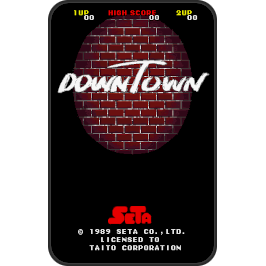 1UP HIGH SCORE 2UP
00 00 00
DOWNTOWN
SETA
© 1989 SETA CO.,LTD.
LICENSED TO
TAITO CORPORATION